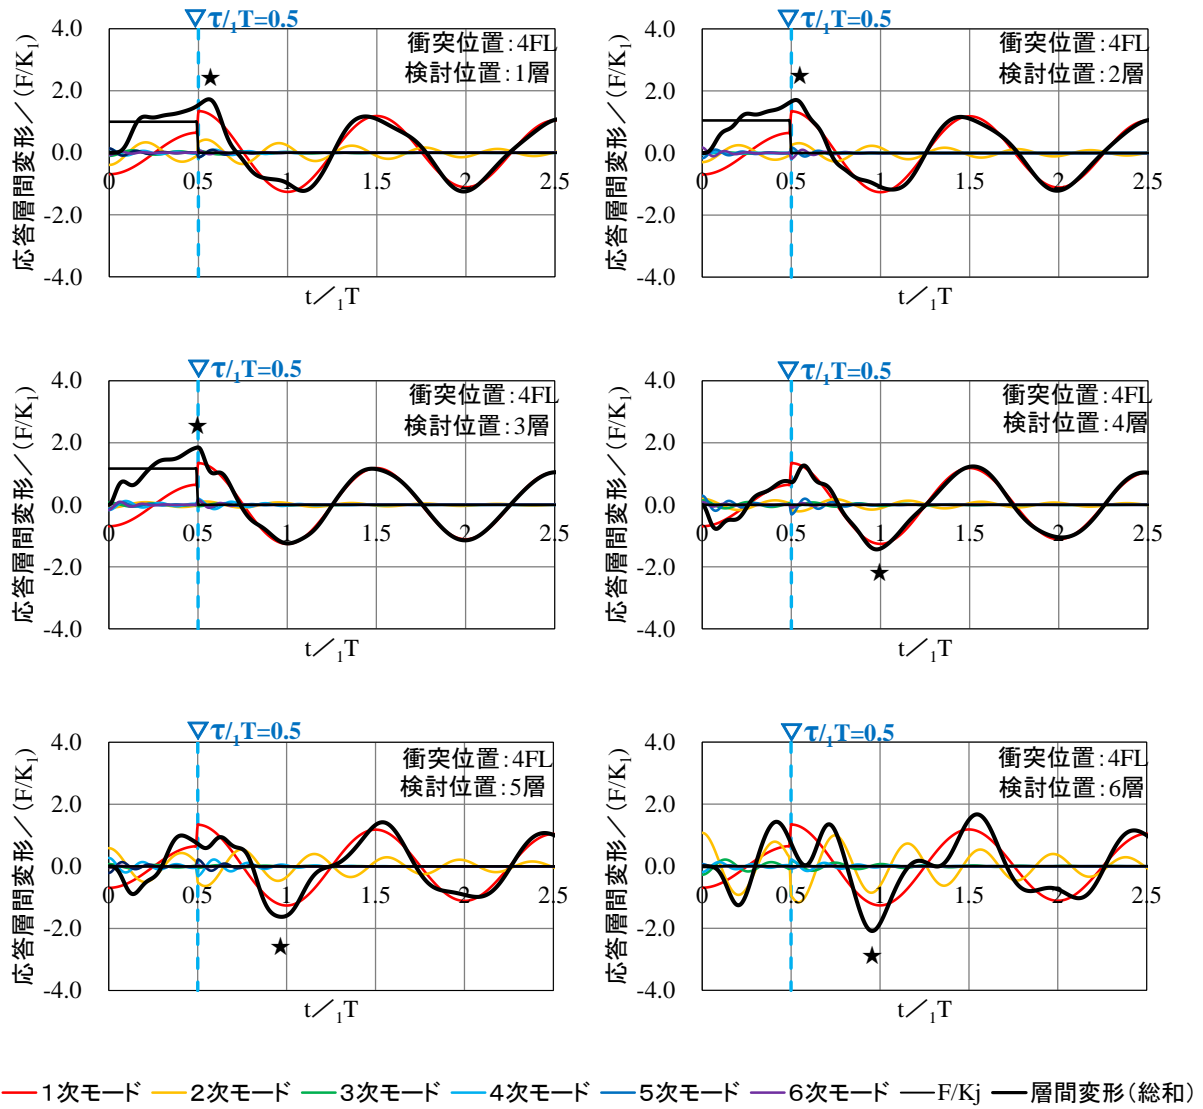 ▽τ/₁T=0.5
衝突位置:4FL
検討位置:1層
応答層間変形／(F/K₁)
4.0
2.0
0.0
-2.0
-4.0
0 0.5 1 1.5 2 2.5
t／₁T
▽τ/₁T=0.5
衝突位置:4FL
検討位置:2層
応答層間変形／(F/K₁)
4.0
2.0
0.0
-2.0
-4.0
0 0.5 1 1.5 2 2.5
t／₁T
▽τ/₁T=0.5
衝突位置:4FL
検討位置:3層
応答層間変形／(F/K₁)
4.0
2.0
0.0
-2.0
-4.0
0 0.5 1 1.5 2 2.5
t／₁T
▽τ/₁T=0.5
衝突位置:4FL
検討位置:4層
応答層間変形／(F/K₁)
4.0
2.0
0.0
-2.0
-4.0
0 0.5 1 1.5 2 2.5
t／₁T
▽τ/₁T=0.5
衝突位置:4FL
検討位置:5層
応答層間変形／(F/K₁)
4.0
2.0
0.0
-2.0
-4.0
0 0.5 1 1.5 2 2.5
t／₁T
▽τ/₁T=0.5
衝突位置:4FL
検討位置:6層
応答層間変形／(F/K₁)
4.0
2.0
0.0
-2.0
-4.0
0 0.5 1 1.5 2 2.5
t／₁T
1次モード 2次モード 3次モード 4次モード 5次モード 6次モード F/Kj 層間変形(総和)